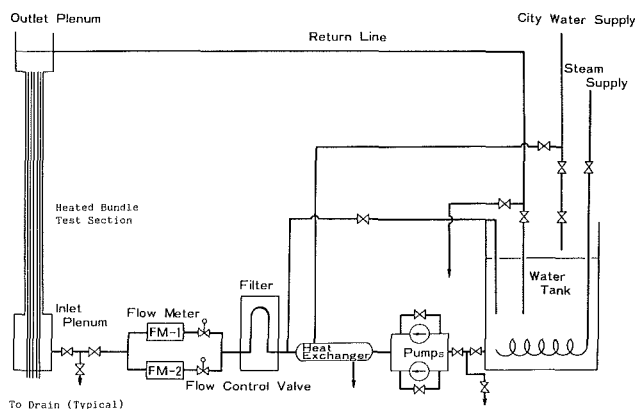 Outlet Plenum
City Water Supply
Return Line
Steam
Supply
Heated Bundle
Test Section
Filter
Inlet
Plenum
Flow Meter
Water
Tank
FM-1
Heat
Exchanger
Pumps
FM-2
Flow Control Valve
To Drain (Typical)